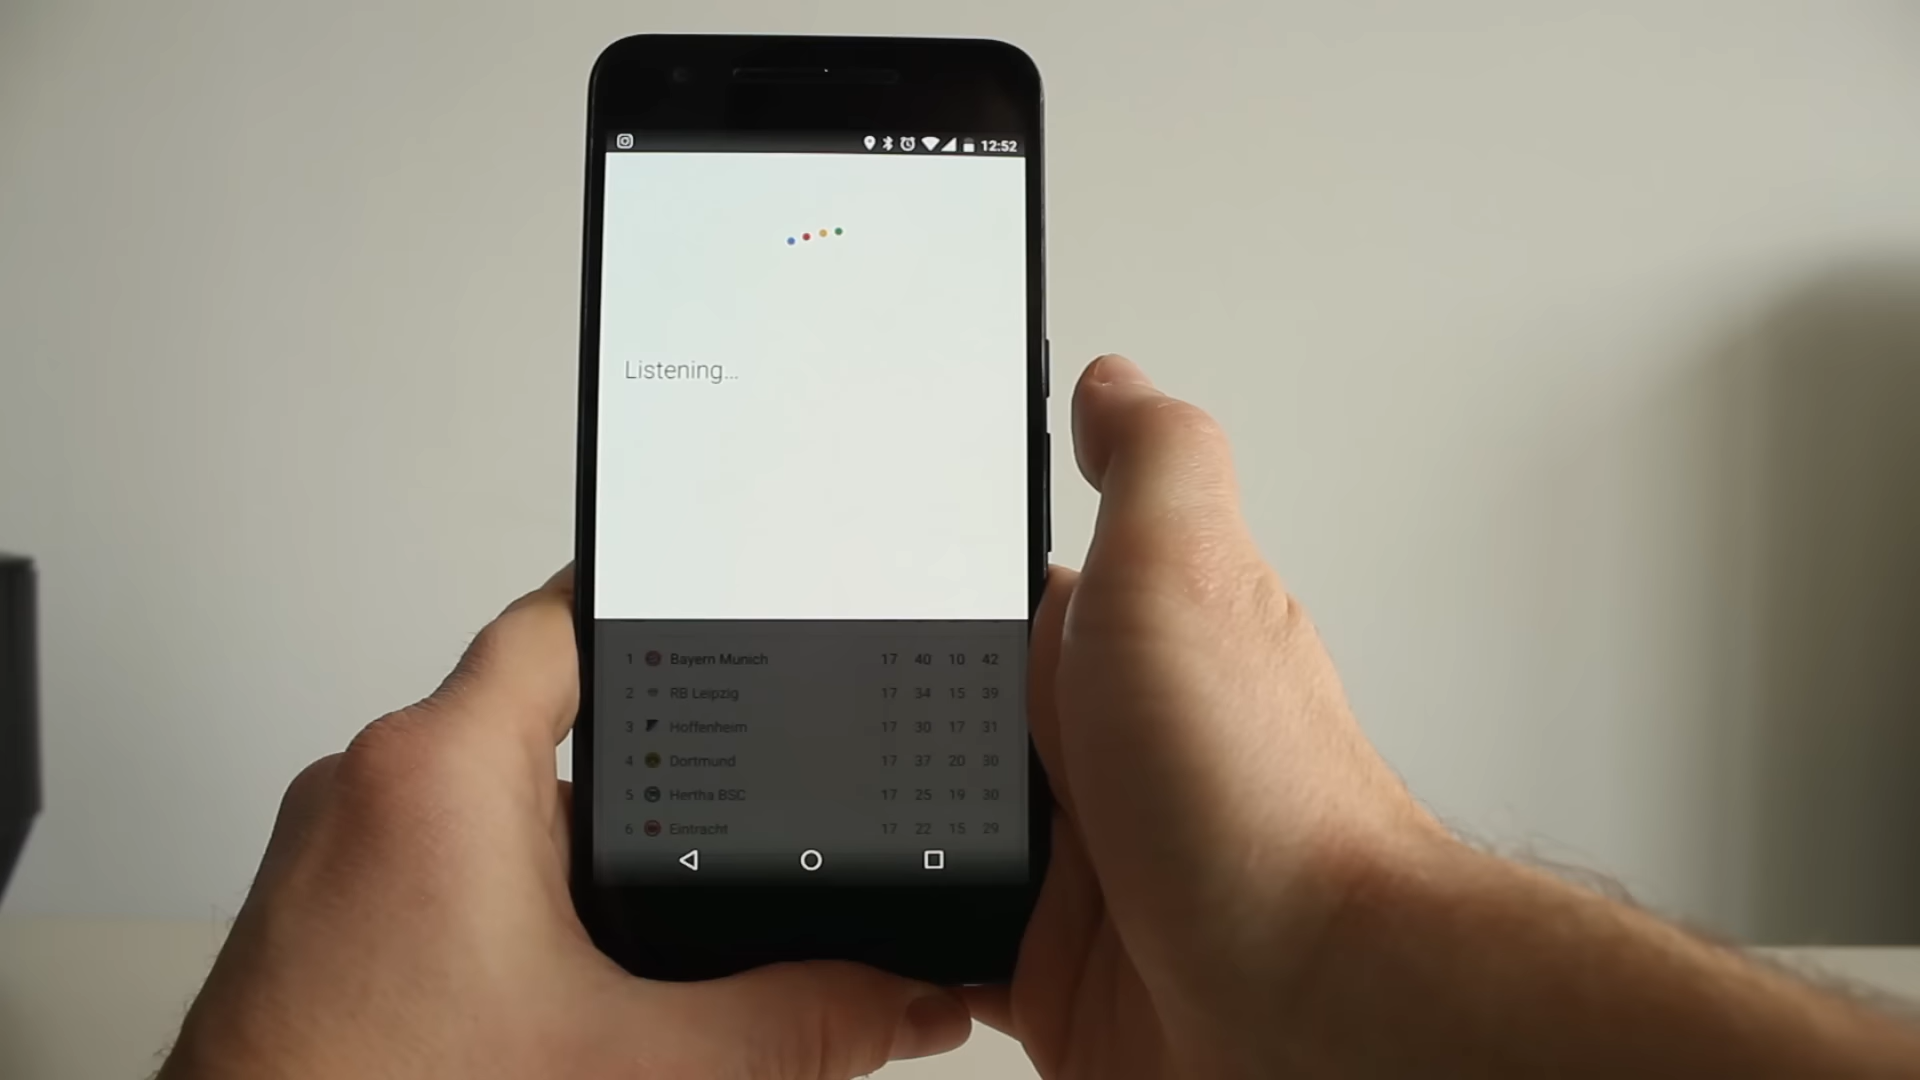 12:52
Listening...
1 Bayern Munich 17 40 10 42
2 RB Leipzig 17 34 15 39
3 Hoffenheim 17 30 17 31
4 Dortmund 17 37 20 30
5 Hertha BSC 17 25 19 30
6 Eintracht 17 22 15 29